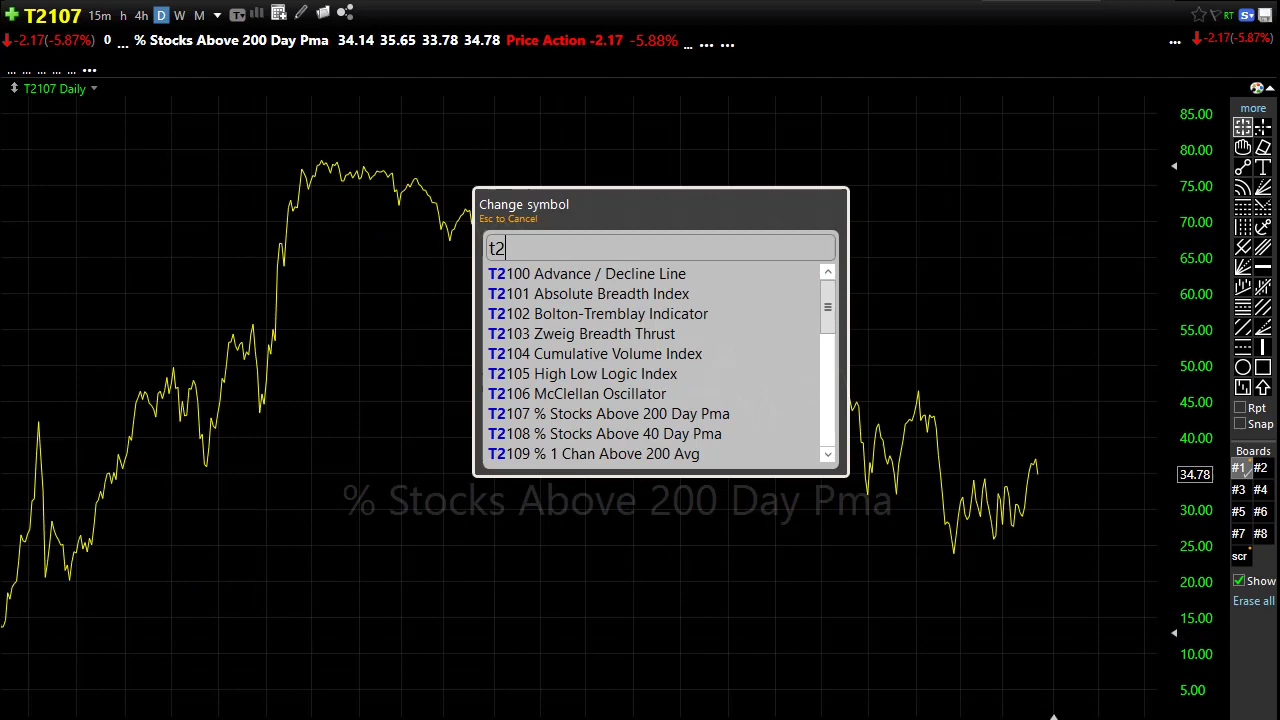 T2107 15m h 4h D W M T RT S
-2.17(-5.87%) 0 ... % Stocks Above 200 Day Pma 34.14 35.65 33.78 34.78 Price Action -2.17 -5.88% ... ... ... ... -2.17(-5.87%)
... ... ... ... ... ...
T2107 Daily
more
85.00
80.00
75.00
70.00
65.00
60.00
55.00
50.00
45.00
40.00
34.78
30.00
25.00
20.00
15.00
10.00
5.00
Change symbol
Esc to Cancel
t2
T2100 Advance / Decline Line
T2101 Absolute Breadth Index
T2102 Bolton-Tremblay Indicator
T2103 Zweig Breadth Thrust
T2104 Cumulative Volume Index
T2105 High Low Logic Index
T2106 McClellan Oscillator
T2107 % Stocks Above 200 Day Pma
T2108 % Stocks Above 40 Day Pma
T2109 % 1 Chan Above 200 Avg
% Stocks Above 200 Day Pma
T
Rpt
Snap
Boards
#1 #2
#3 #4
#5 #6
#7 #8
scr
Show
Erase all